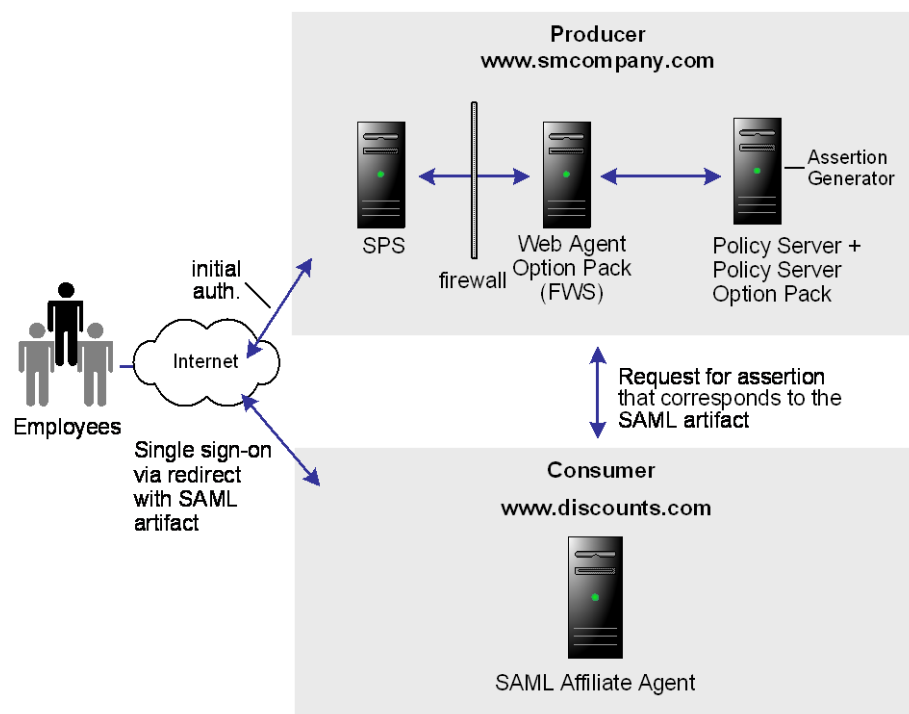 Producer
www.smcompany.com
Assertion
Generator
SPS
firewall
Web Agent
Option Pack
(FWS)
Policy Server +
Policy Server
Option Pack
initial
auth.
Internet
Employees
Single sign-on
via redirect
with SAML
artifact
Request for assertion
that corresponds to the
SAML artifact
Consumer
www.discounts.com
SAML Affiliate Agent